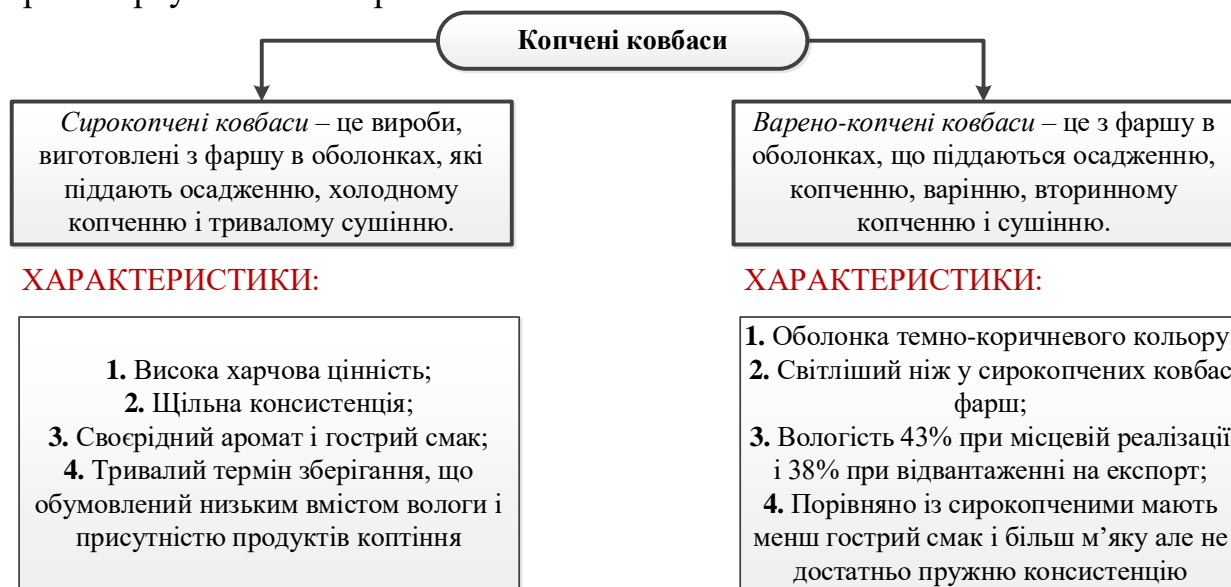 Копчені ковбаси
Сирокопчені ковбаси – це вироби,
виготовлені з фаршу в оболонках, які
піддають осадженню, холодному
копченню і тривалому сушінню.
ХАРАКТЕРИСТИКИ:
1. Висока харчова цінність;
2. Щільна консистенція;
3. Своєрідний аромат і гострий смак;
4. Тривалий термін зберігання, що
обумовлений низьким вмістом вологи і
присутністю продуктів коптіння
Варено-копчені ковбаси – це з фаршу в
оболонках, що піддаються осадженню,
копченню, варінню, вторинному
копченню і сушінню.
ХАРАКТЕРИСТИКИ:
1. Оболонка темно-коричневого кольору
2. Світліший ніж у сирокопчених ковбас
фарш;
3. Вологість 43% при місцевій реалізації
і 38% при відвантаженні на експорт;
4. Порівняно із сирокопченими мають
менш гострий смак і більш м’яку але не
достатньо пружню консистенцію